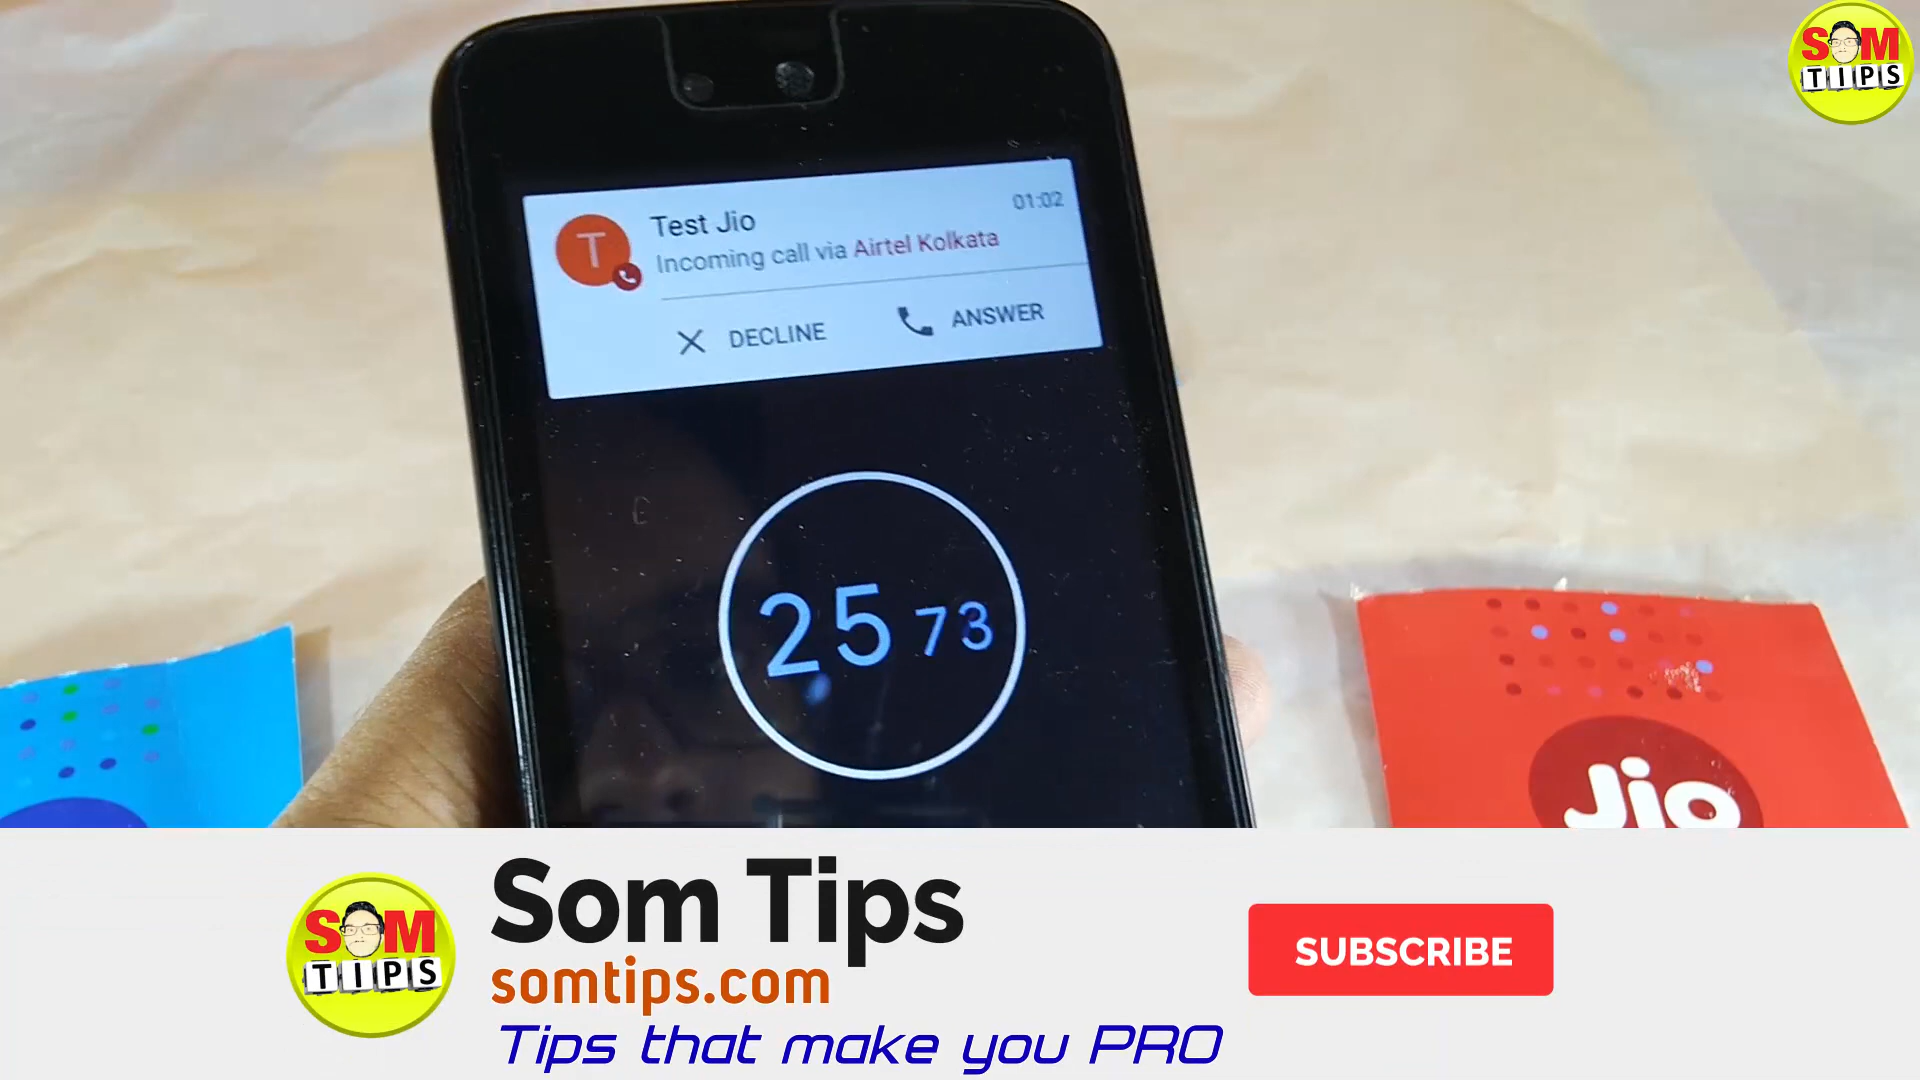 SOM
TIPS
Test Jio
01:02
T
Incoming call via Airtel Kolkata
DECLINE
ANSWER
25 73
Jio
SOM
TIPS
Som Tips
somtips.com
Tips that make you PRO
SUBSCRIBE